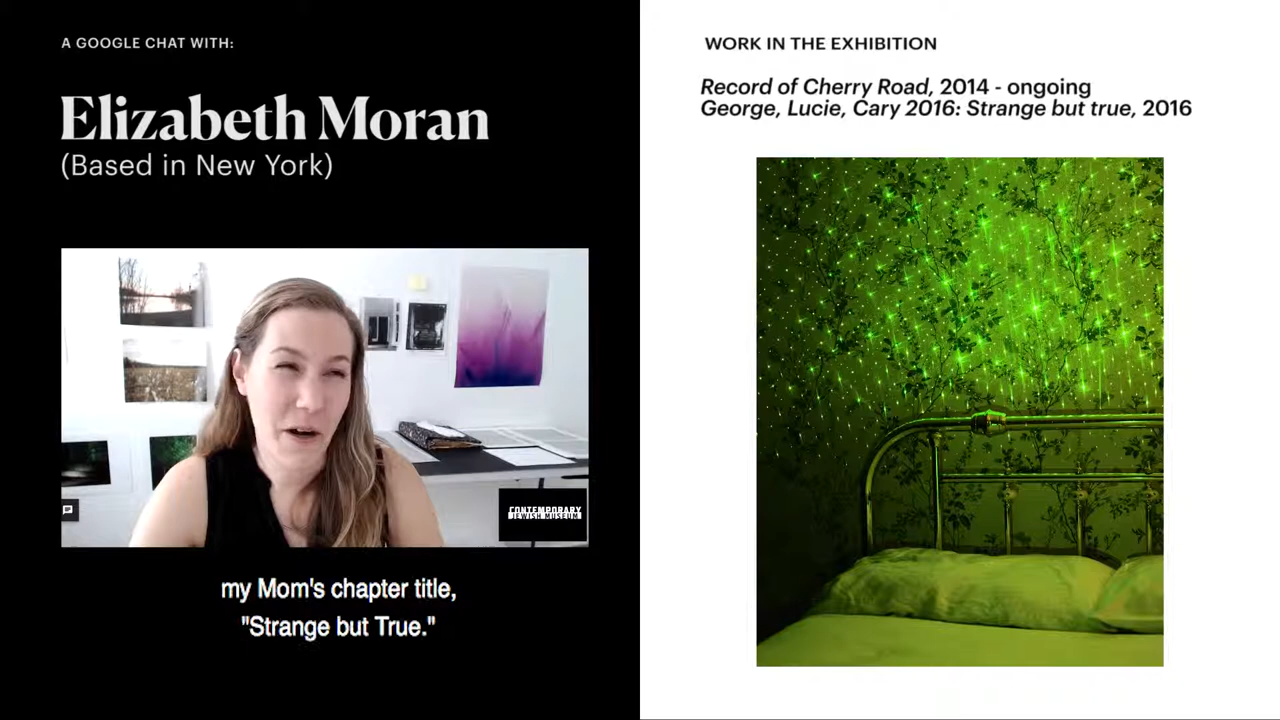 A GOOGLE CHAT WITH:
Elizabeth Moran
(Based in New York)
CONTEMPORARY
JEWISH MUSEUM
my Mom's chapter title,
"Strange but True."
WORK IN THE EXHIBITION
Record of Cherry Road, 2014 - ongoing
George, Lucie, Cary 2016: Strange but true, 2016